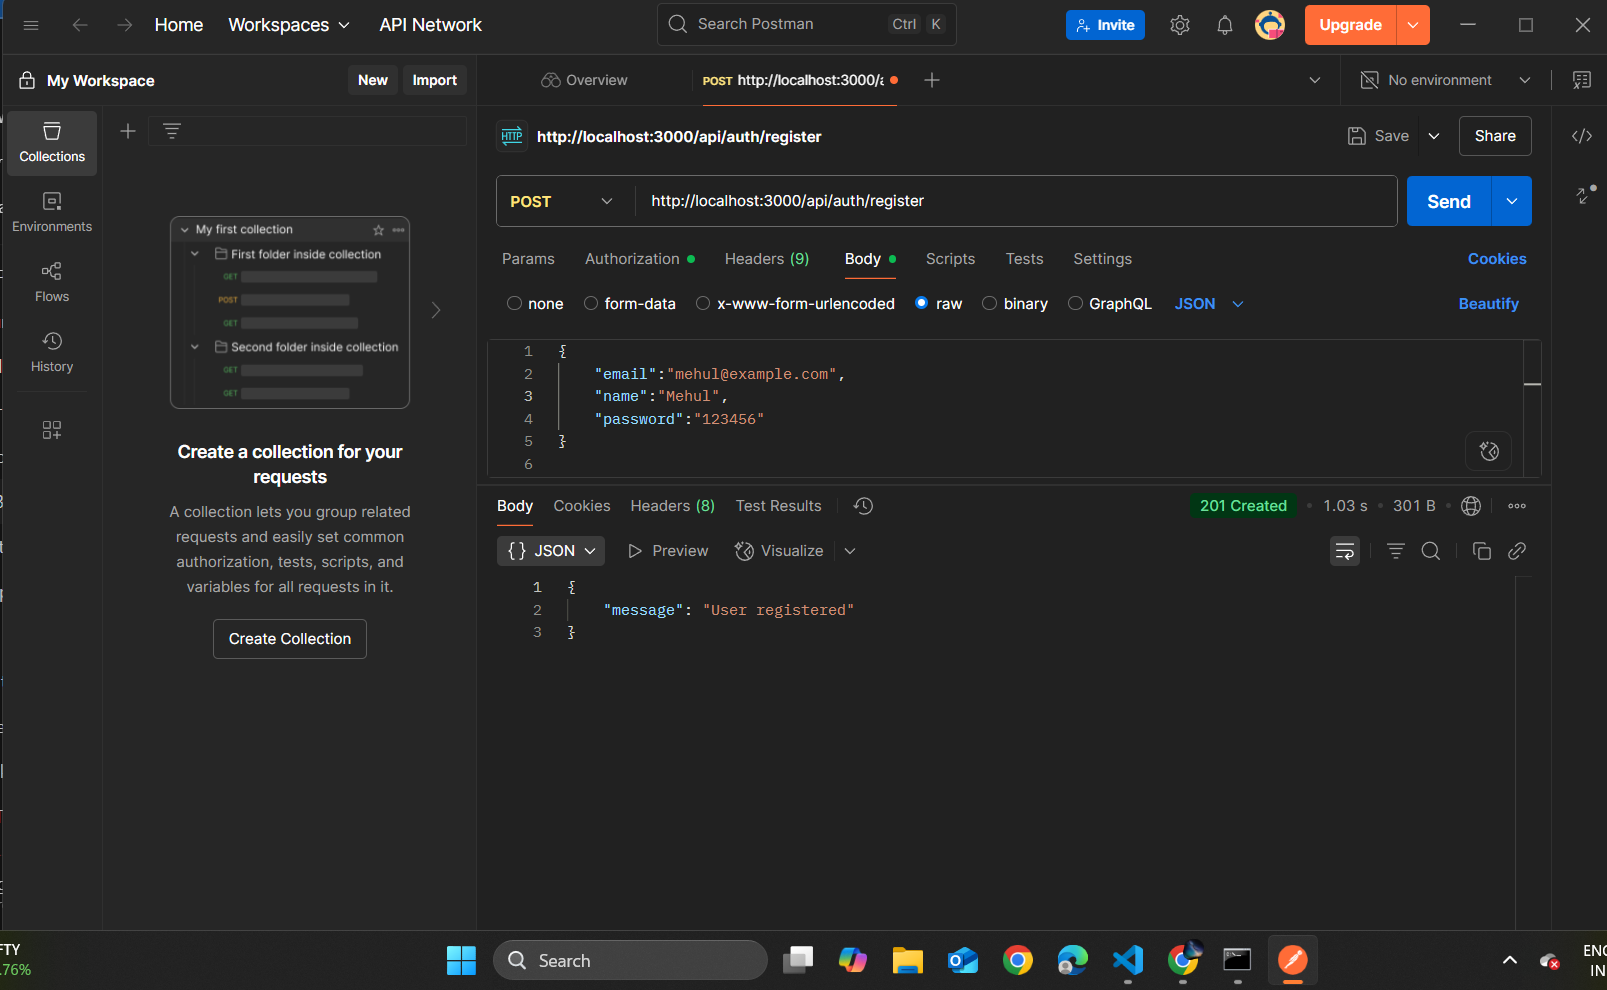 Home Workspaces API Network Search Postman Ctrl K Invite Upgrade
My Workspace New Import Overview POST http://localhost:3000/a No environment
Collections
Environments
Flows
History
My first collection
First folder inside collection
GET
POST
GET
Second folder inside collection
GET
GET
Create a collection for your
requests
A collection lets you group related
requests and easily set common
authorization, tests, scripts, and
variables for all requests in it.
Create Collection
HTTP http://localhost:3000/api/auth/register Save Share
POST http://localhost:3000/api/auth/register Send
Params Authorization Headers (9) Body Scripts Tests Settings Cookies
none form-data x-www-form-urlencoded raw binary GraphQL JSON Beautify
1 {
2 "email":"mehul@example.com",
3 "name":"Mehul",
4 "password":"123456"
5 }
6
Body Cookies Headers (8) Test Results 201 Created • 1.03 s • 301 B •
{} JSON Preview Visualize
1 {
2 "message": "User registered"
3 }
FTY
.76%
Search
ENG
IN